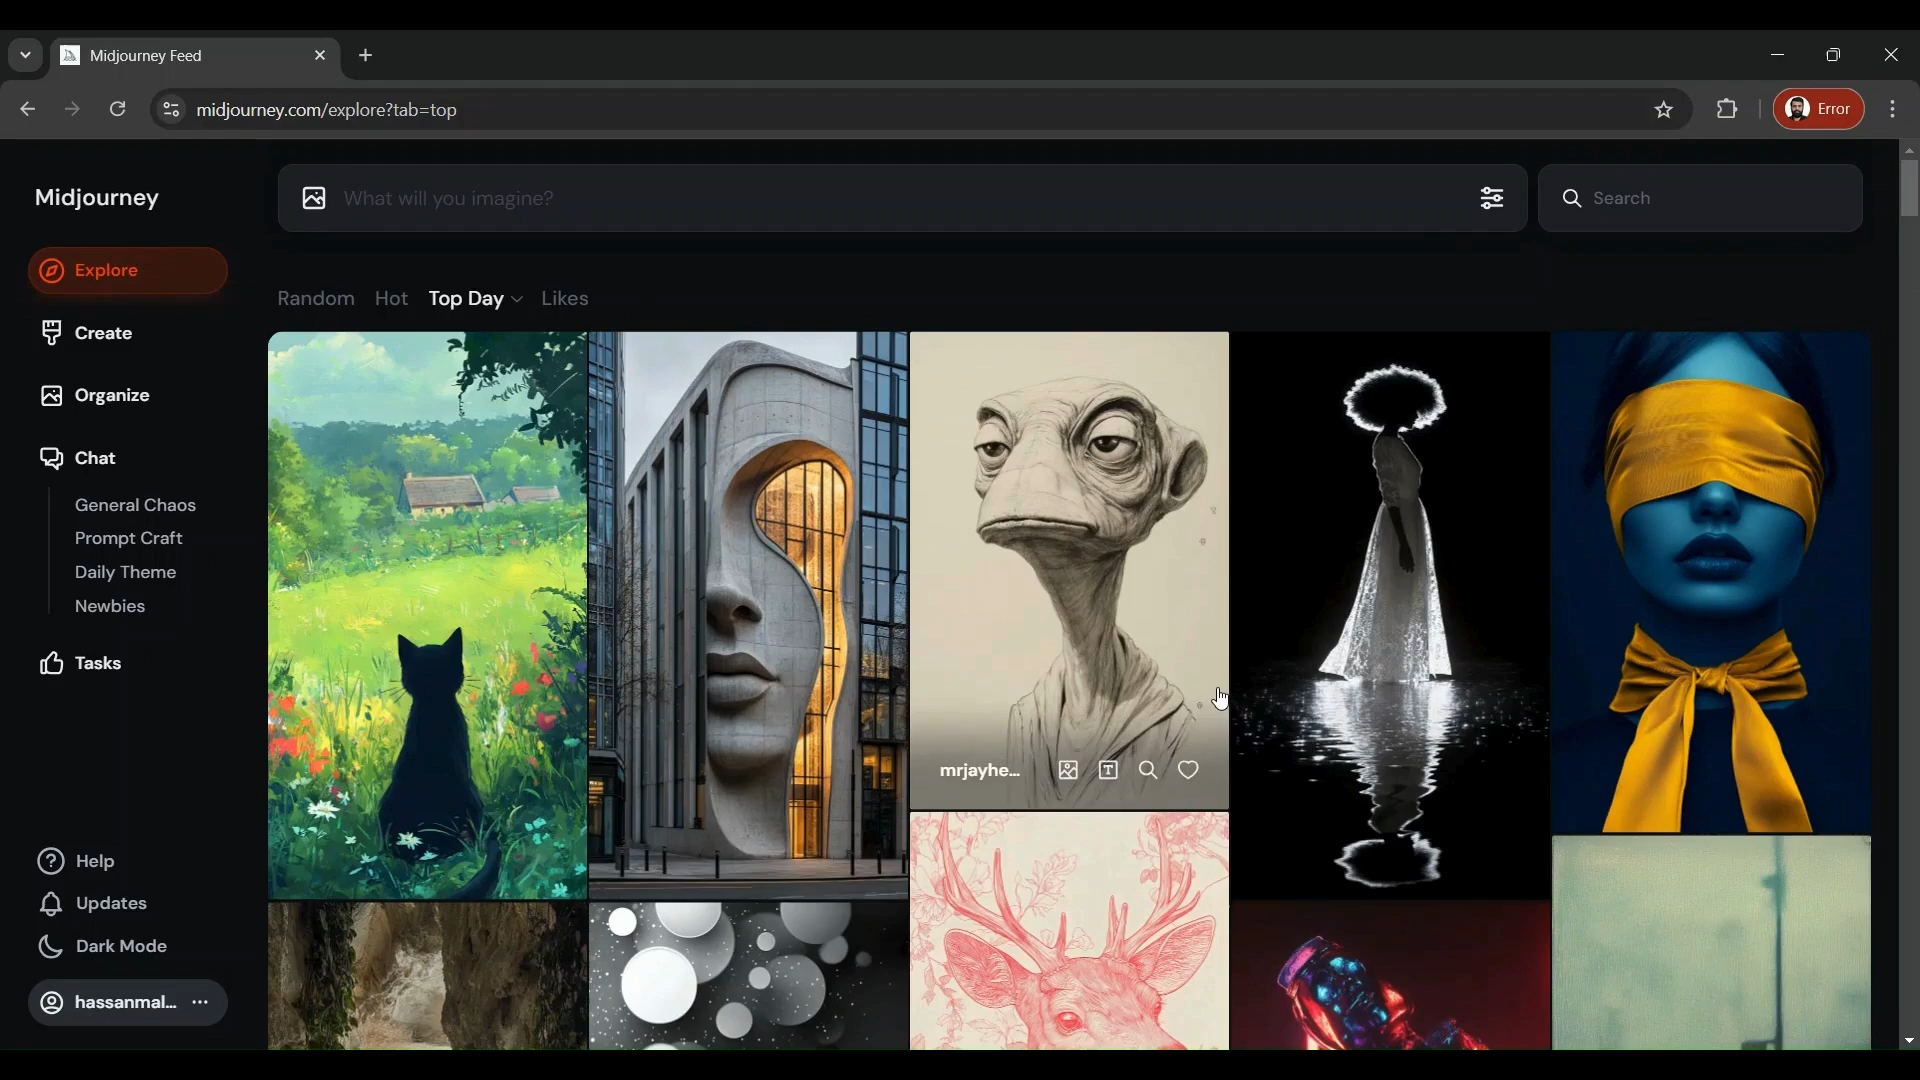 Midjourney Feed
midjourney.com/explore?tab=top
Error
Midjourney
What will you imagine?
Search
Explore
Random Hot Top Day Likes
Create
Organize
Chat
General Chaos
Prompt Craft
Daily Theme
Newbies
Tasks
mrjayhe...
Help
Updates
Dark Mode
hassanmal...